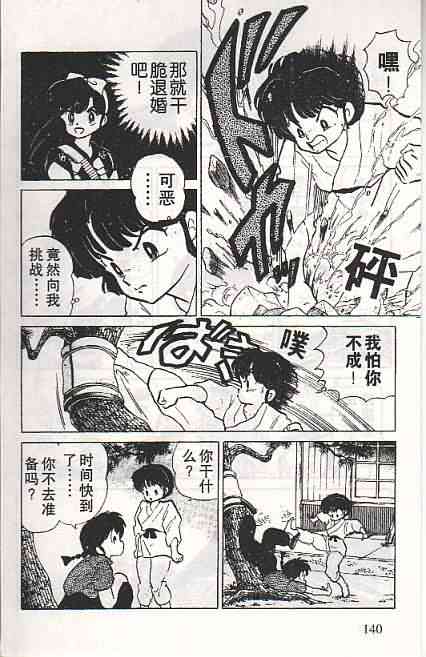 嘿！
砰
那就干
脆退婚
吧！
可恶
……
竟然向我
挑战……
我怕你
不成！
噗
你干什
么？
时间快到
了……
你不去准
备吗？
140